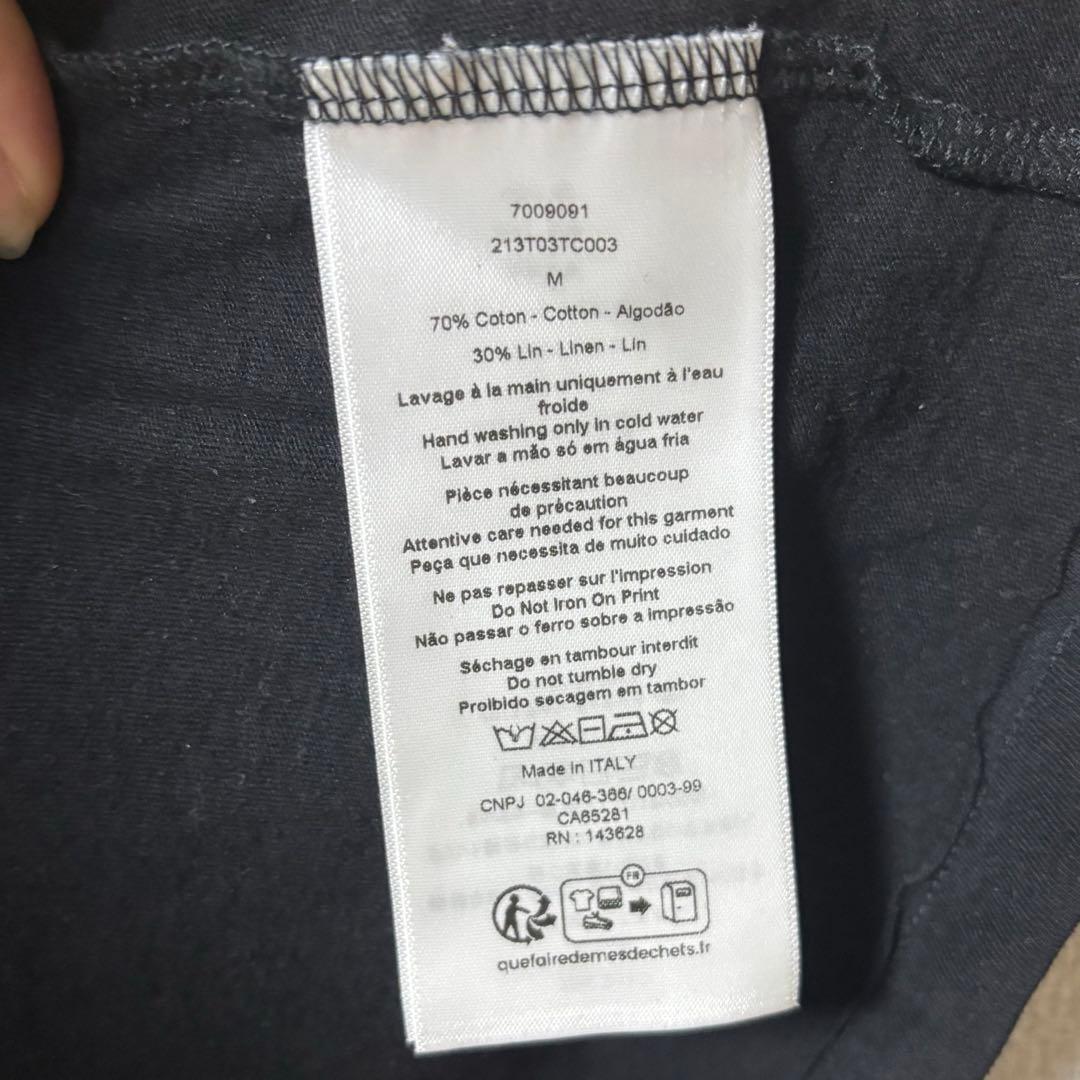 7009091
213T03TC003
M
70% Coton - Cotton - Algodão
30% Lin - Linen - Lin
Lavage à la main uniquement à l'eau
froide
Hand washing only in cold water
Lavar a mão só em água fria
Pièce nécessitant beaucoup
de précaution
Attentive care needed for this garment
Peça que necessita de muito cuidado
Ne pas repasser sur l'impression
Do Not Iron On Print
Não passar o ferro sobre a impressão
Séchage en tambour interdit
Do not tumble dry
Proibido secagem em tambor
Made in ITALY
CNPJ 02-046-366/ 0003-99
CA65281
RN : 143628
FR
quefairedemesdechets.fr